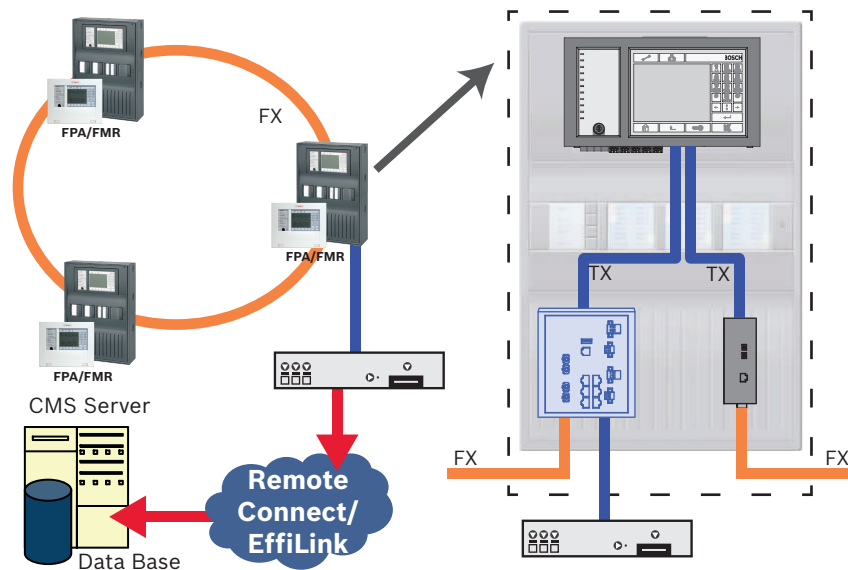 FX
FPA/FMR
FPA/FMR
FPA/FMR
CMS Server
Remote
Connect/
EffiLink
Data Base
BOSCH
TX
TX
FX
FX